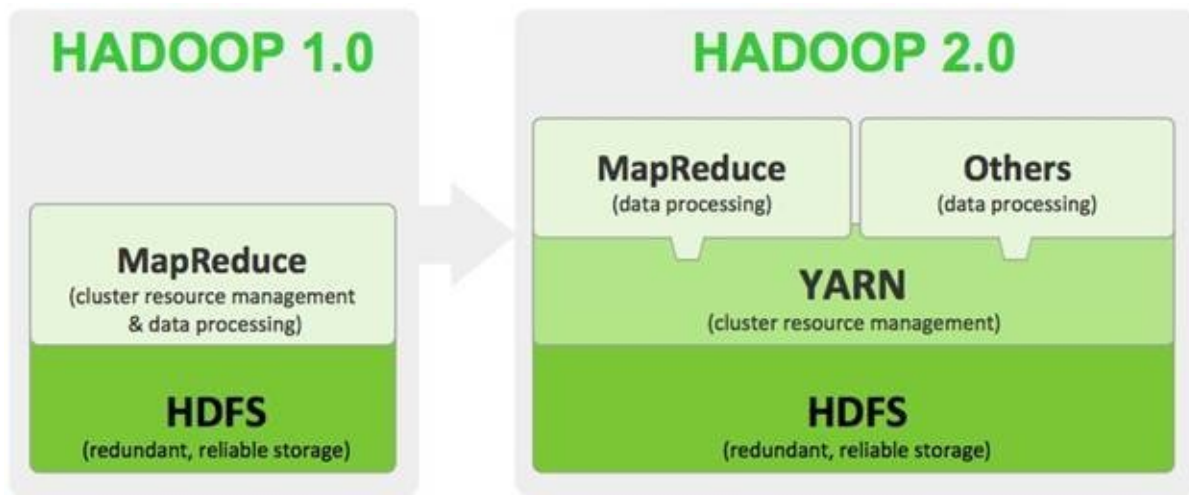 HADOOP 1.0
MapReduce
(cluster resource management
& data processing)
HDFS
(redundant, reliable storage)
HADOOP 2.0
MapReduce
(data processing)
Others
(data processing)
YARN
(cluster resource management)
HDFS
(redundant, reliable storage)